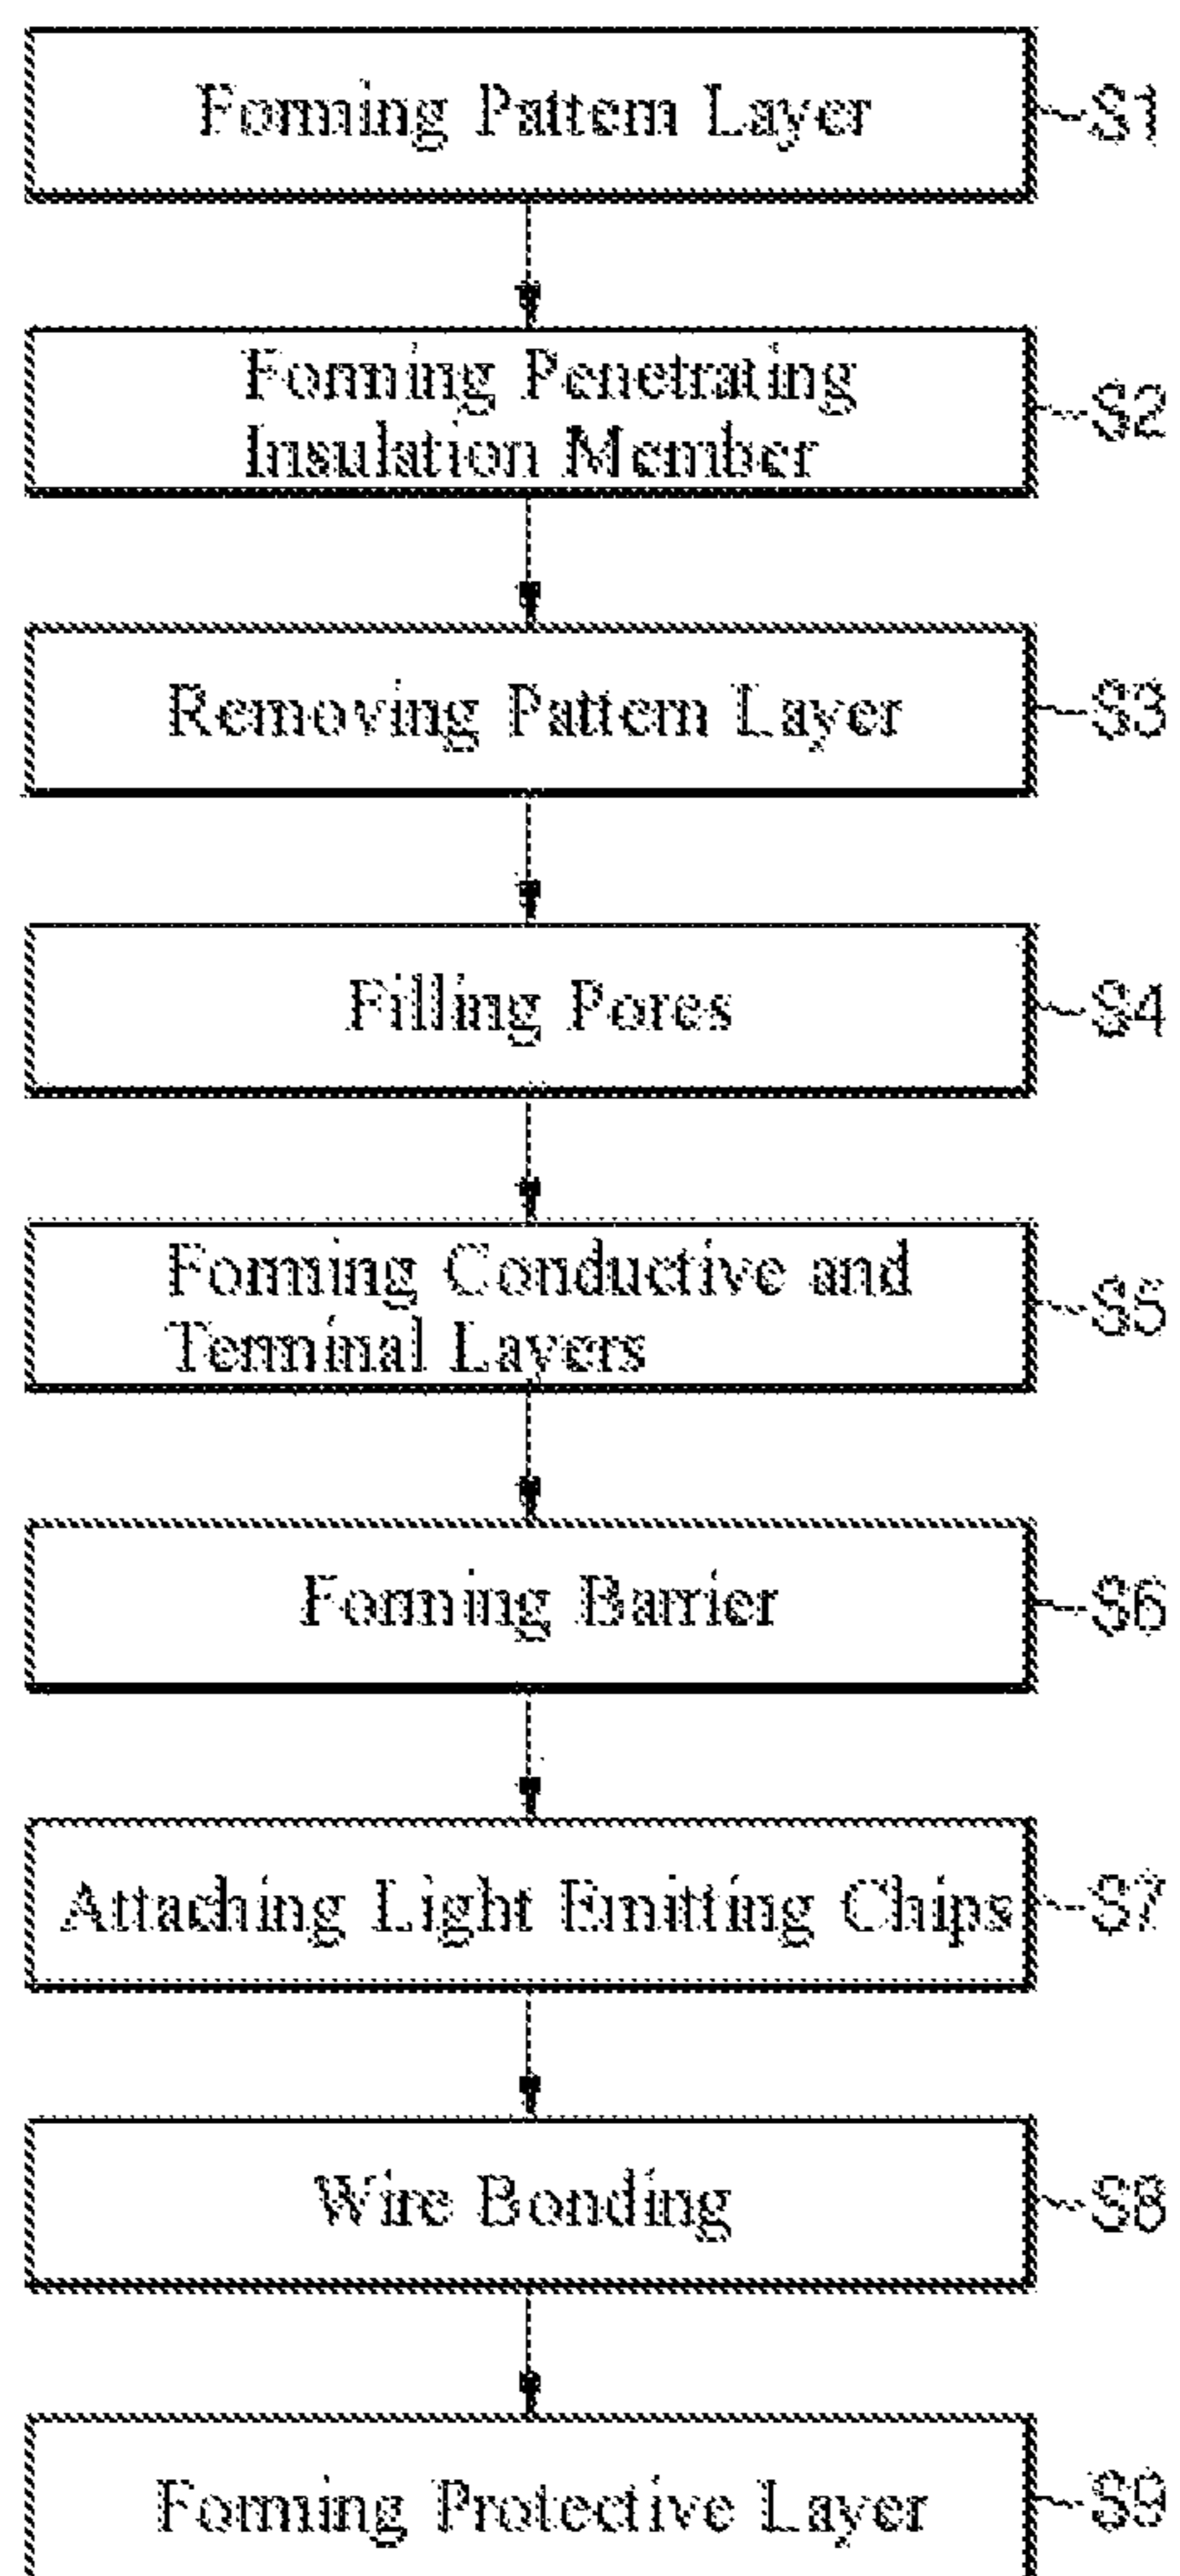 Forming Pattern Layer
S1
Forming Penetrating
Insulation Member
S2
Removing Pattern Layer
S3
Filling Pores
S4
Forming Conductive and
Terminal Layers
S5
Forming Barrier
S6
Attaching Light Emitting Chips
S7
Wire Bonding
S8
Forming Protective Layer
S9